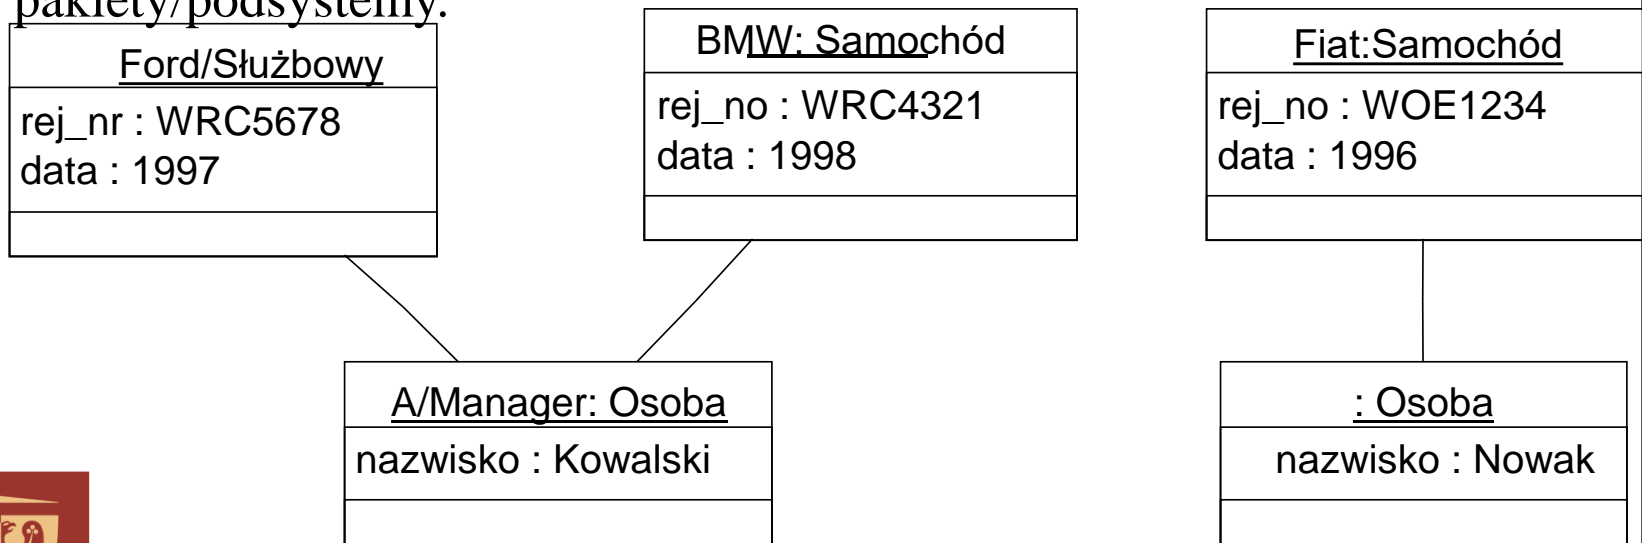 pakiety/podsystemy.
Ford/Służbowy
rej_nr : WRC5678
data : 1997
BMW: Samochód
rej_no : WRC4321
data : 1998
Fiat:Samochód
rej_no : WOE1234
data : 1996
A/Manager: Osoba
nazwisko : Kowalski
: Osoba
nazwisko : Nowak